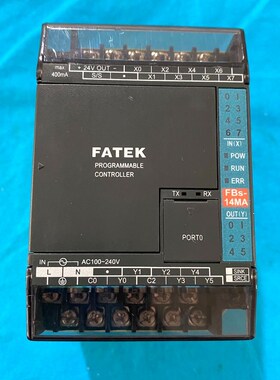 max
400mA
+ 24V OUT - • X0 X2 X4 X6
S/S • X1 X3 X5 X7
FATEK
PROGRAMMABLE
CONTROLLER
0 1
2 3
4 5
6 7
IN(X)
POW
RUN
ERR
FBs-
14MA
TX RX
PORT0
OUT(Y)
0 1
2 3
4 5
IN AC100~240V
L N • Y1 Y2 Y4
C0 Y0 C2 Y3 Y5
SINK
SRCE